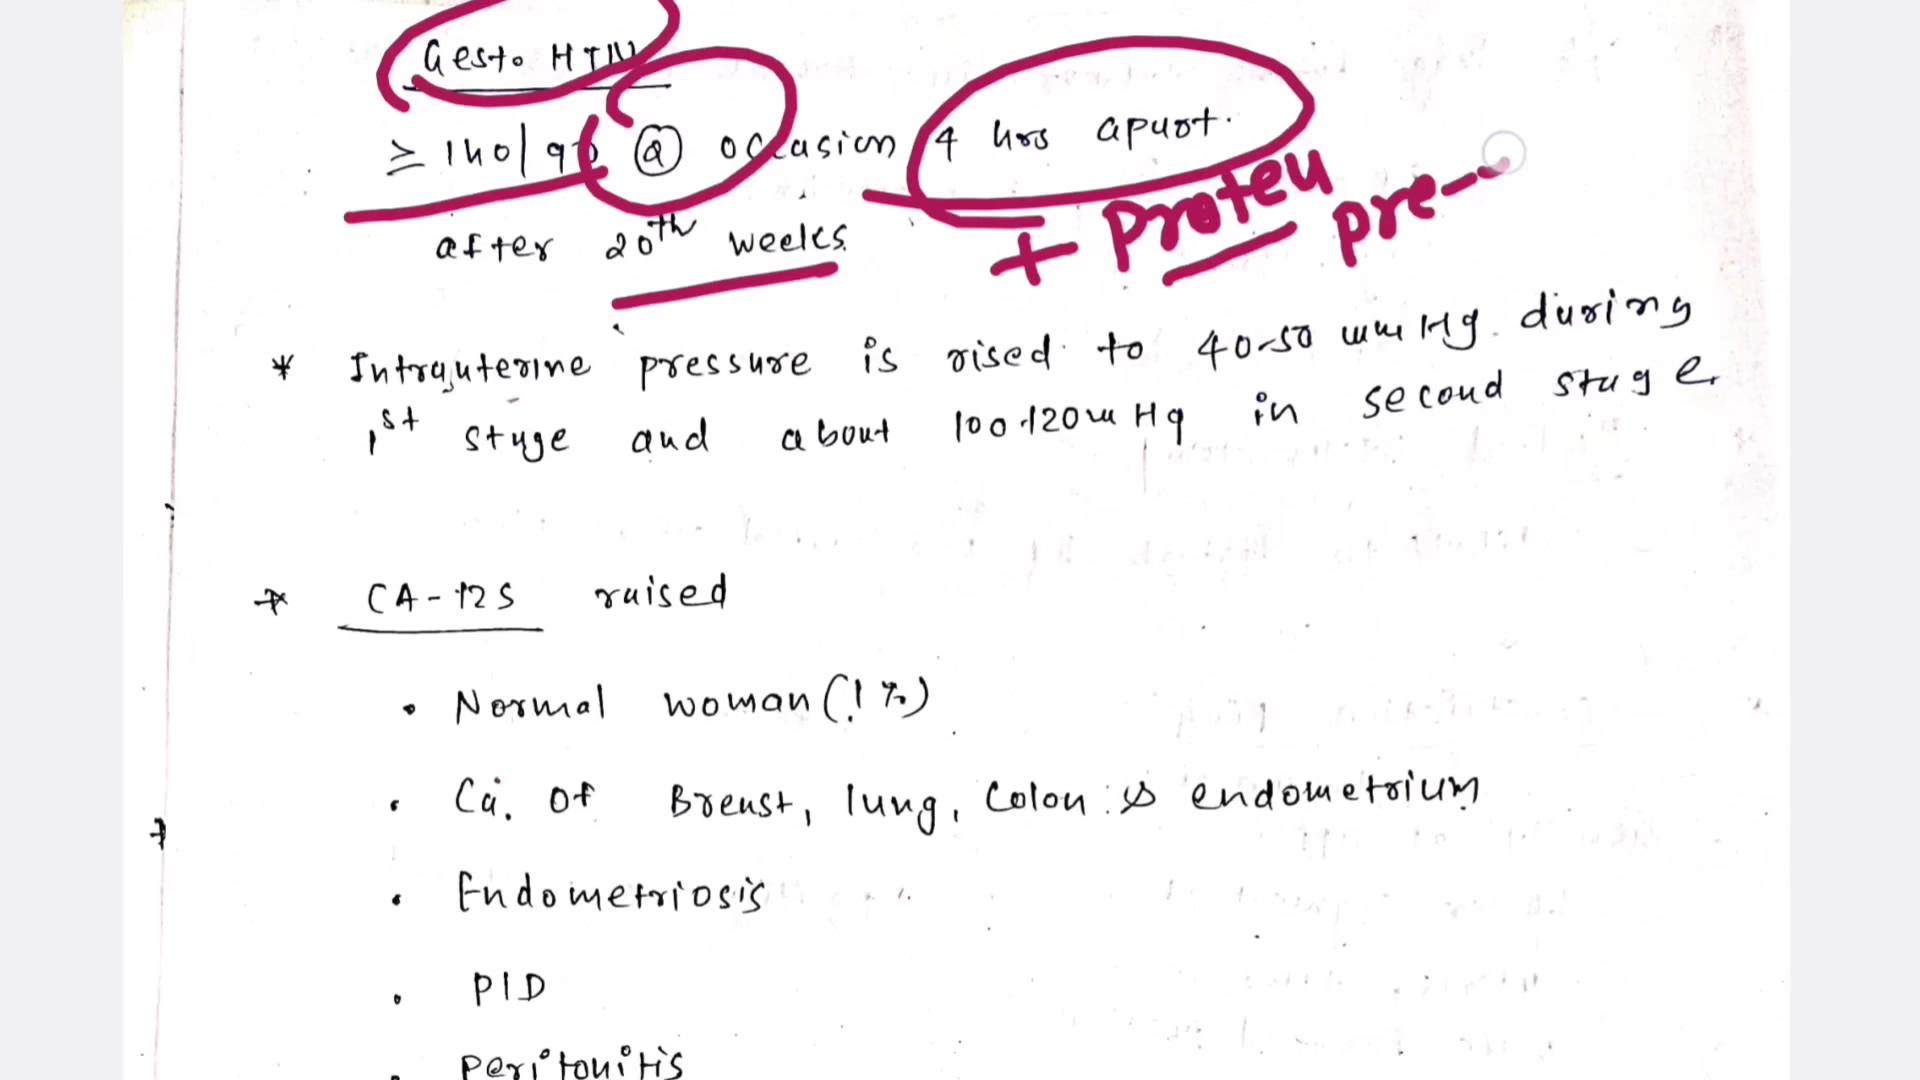 Gesto HTN
≥ 140/90 ② occasion 4 hrs apart.
after 20th weeks.
+ Proteu pre-
* Intrauterine pressure is rised to 40-50 mm Hg. during
1st stage and about 100-120 m Hg in second stage.
* CA-125 raised
• Normal woman (1%)
• Ca. of Breast, lung, Colon & endometrium
• Endometriosis
• PID
• Peritonitis